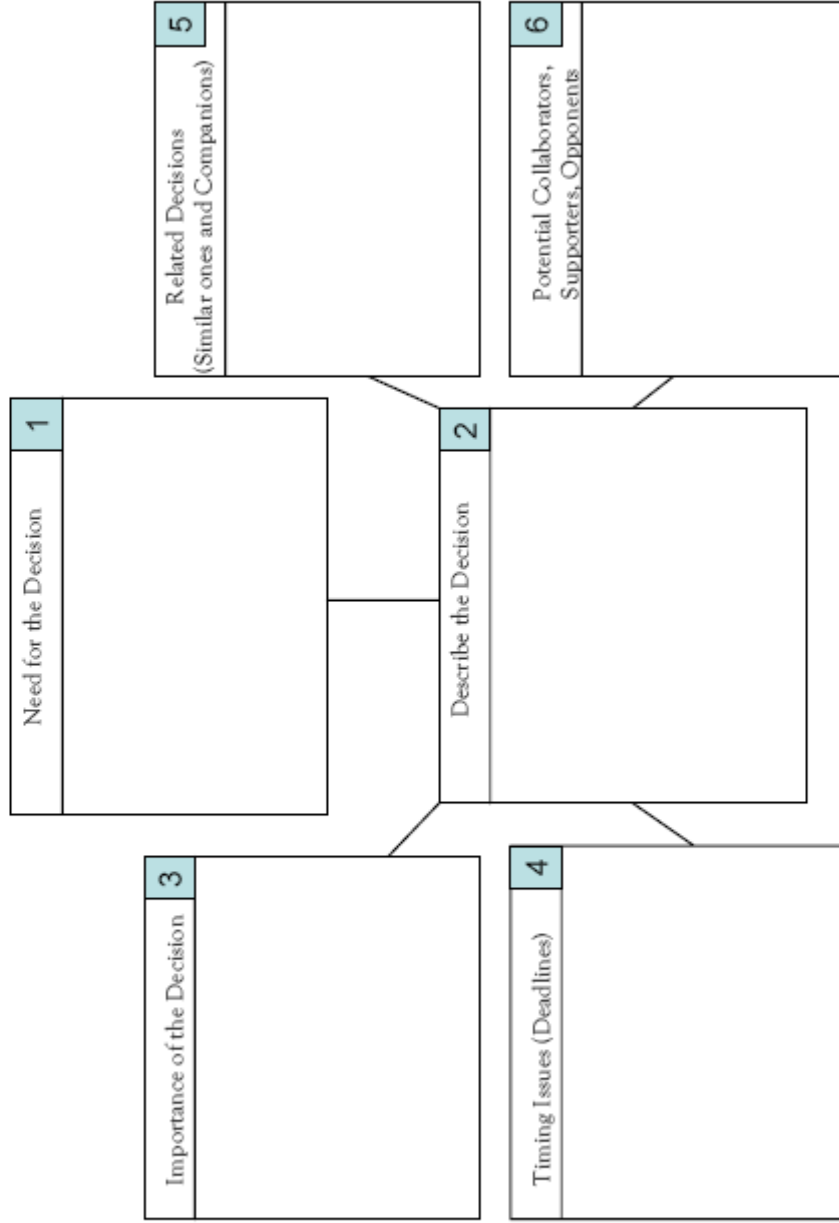 Need for the Decision
1
Importance of the Decision
3
Related Decisions
(Similar ones and Companions)
5
Describe the Decision
2
Timing Issues (Deadlines)
4
Potential Collaborators,
Supporters, Opponents
6